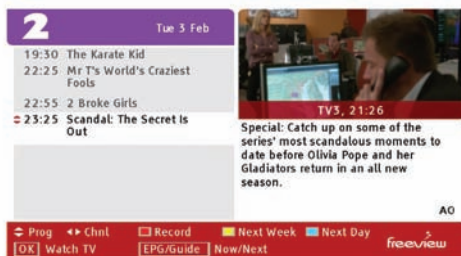 2
Tue 3 Feb
19:30 The Karate Kid
22:25 Mr T's World's Craziest
Fools
22:55 2 Broke Girls
23:25 Scandal: The Secret Is
Out
TV3, 21:26
Special: Catch up on some of the
series' most scandalous moments to
date before Olivia Pope and her
Gladiators return in an all new
season.
AO
Prog Chnl Record Next Week Next Day
OK Watch TV EPG/Guide Now/Next
freeview